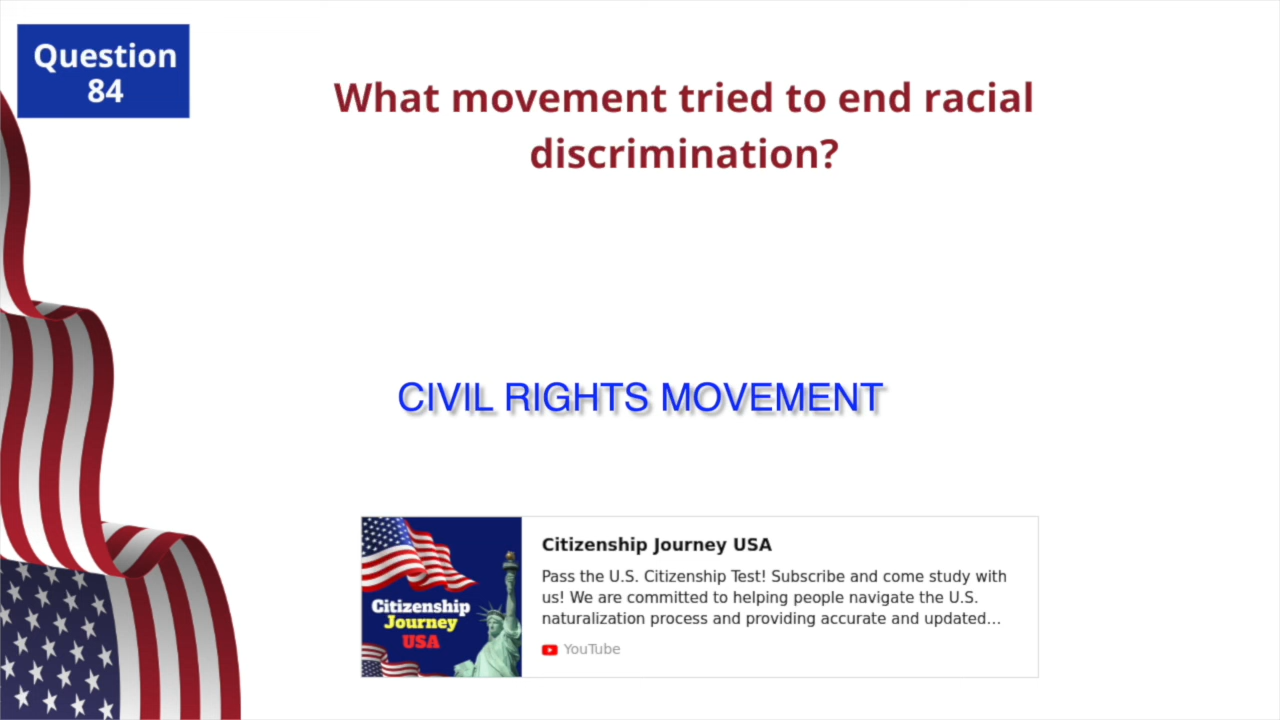 Question
84
What movement tried to end racial
discrimination?
CIVIL RIGHTS MOVEMENT
Citizenship
Journey
USA
Citizenship Journey USA
Pass the U.S. Citizenship Test! Subscribe and come study with
us! We are committed to helping people navigate the U.S.
naturalization process and providing accurate and updated...
YouTube